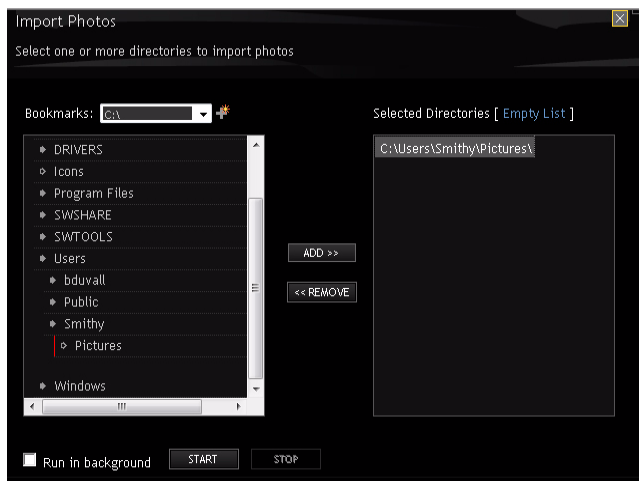 Import Photos
Select one or more directories to import photos
Bookmarks: C:\
Selected Directories [ Empty List ]
DRIVERS
Icons
Program Files
SWSHARE
SWTOOLS
Users
bduvall
Public
Smithy
Pictures
Windows
ADD >>
<< REMOVE
C:\Users\Smithy\Pictures\
Run in background
START
STOP